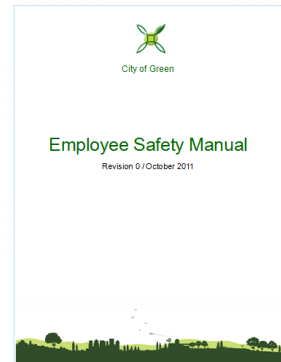 City of Green
Employee Safety Manual
Revision 0 / October 2011